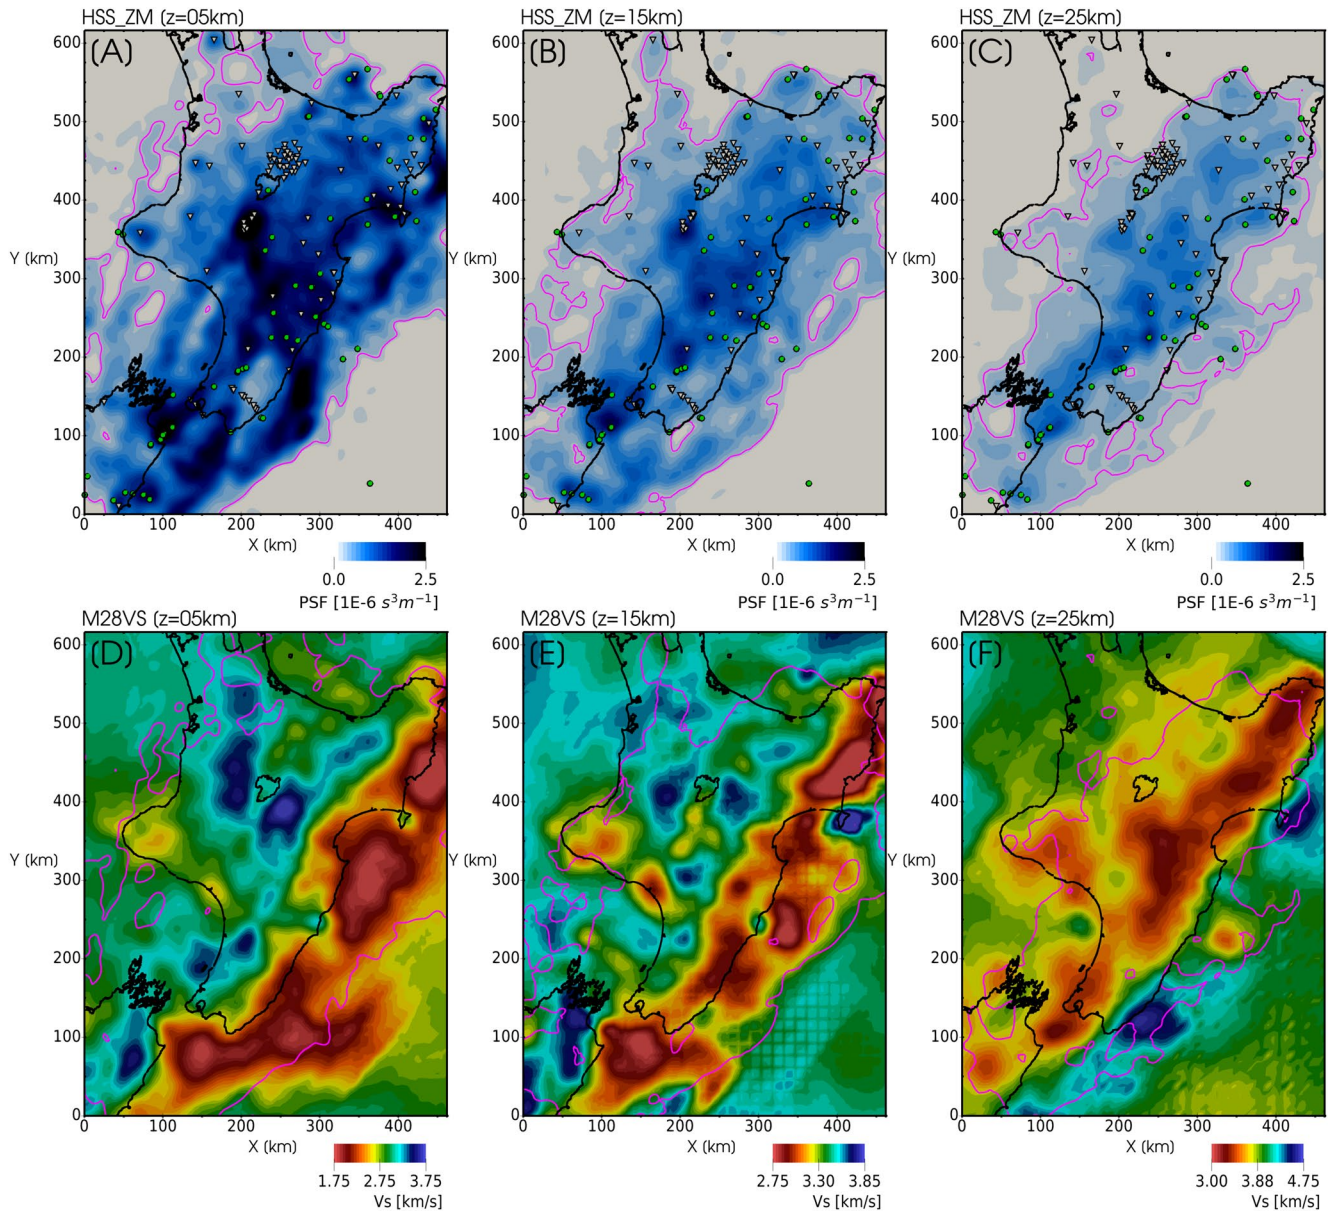 HSS_ZM (z=05km)
HSS_ZM (z=15km)
HSS_ZM (z=25km)
(A)
(B)
(C)
600
500
400
Y (km)
300
200
100
0
0 100 200 300 400
X (km)
600
500
400
Y (km)
300
200
100
0
0 100 200 300 400
X (km)
600
500
400
Y (km)
300
200
100
0
0 100 200 300 400
X (km)
0.0 2.5
PSF [1E-6 s³m⁻¹]
0.0 2.5
PSF [1E-6 s³m⁻¹]
0.0 2.5
PSF [1E-6 s³m⁻¹]
M28VS (z=05km)
M28VS (z=15km)
M28VS (z=25km)
(D)
(E)
(F)
600
500
400
Y (km)
300
200
100
0
0 100 200 300 400
X (km)
600
500
400
Y (km)
300
200
100
0
0 100 200 300 400
X (km)
600
500
400
Y (km)
300
200
100
0
0 100 200 300 400
X (km)
1.75 2.75 3.75
Vs [km/s]
2.75 3.30 3.85
Vs [km/s]
3.00 3.88 4.75
Vs [km/s]